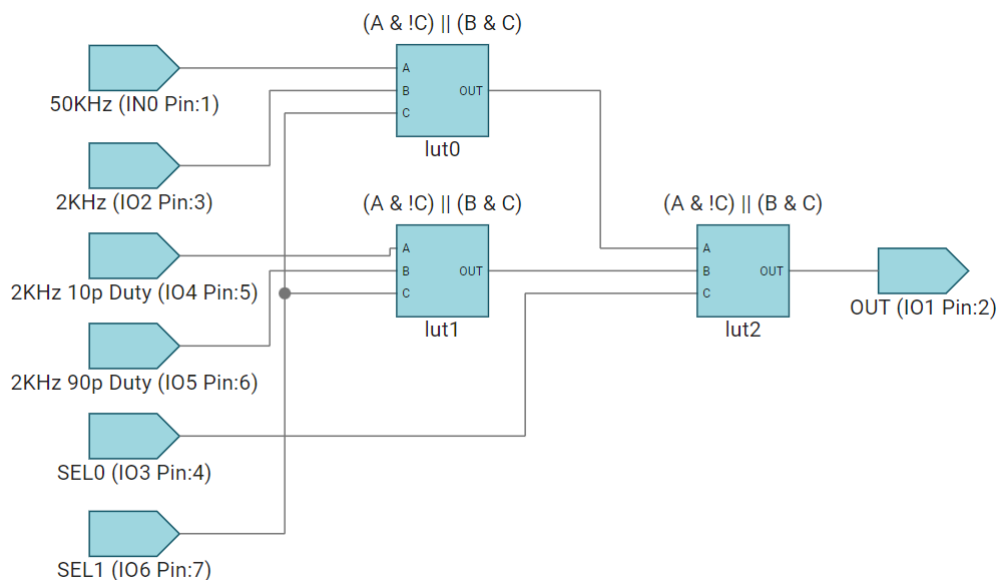 (A & !C) || (B & C)
A
B
C
OUT
lut0
50KHz (IN0 Pin:1)
2KHz (IO2 Pin:3)
(A & !C) || (B & C)
A
B
C
OUT
lut1
(A & !C) || (B & C)
A
B
C
OUT
lut2
OUT (IO1 Pin:2)
2KHz 10p Duty (IO4 Pin:5)
2KHz 90p Duty (IO5 Pin:6)
SEL0 (IO3 Pin:4)
SEL1 (IO6 Pin:7)